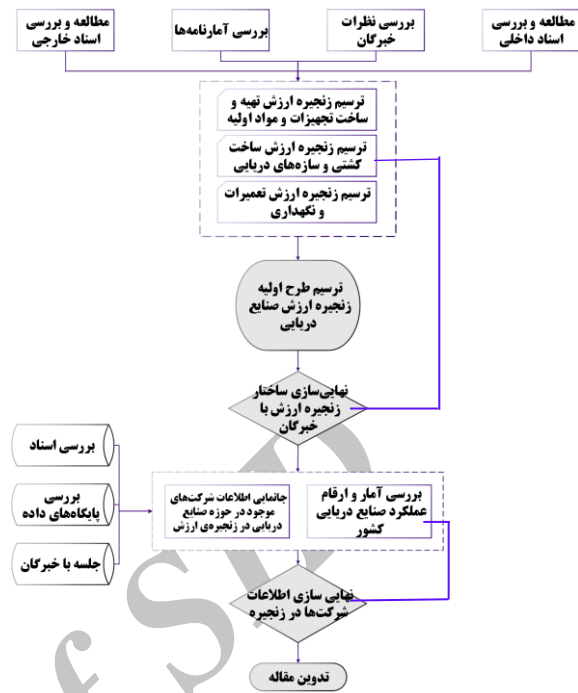 مطالعه و بررسی
اسناد داخلی
بررسی نظرات
خبرگان
بررسی آمارنامه‌ها
مطالعه و بررسی
اسناد خارجی
ترسیم زنجیره ارزش تهیه و
ساخت تجهیزات و مواد اولیه
ترسیم زنجیره ارزش ساخت
کشتی و سازه‌های دریایی
ترسیم زنجیره ارزش تعمیرات
و نگهداری
ترسیم طرح اولیه
زنجیره ارزش صنایع
دریایی
نهایی‌سازی ساختار
زنجیره ارزش با
خبرگان
بررسی اسناد
بررسی
پایگاه‌های داده
جلسه با خبرگان
بررسی آمار و ارقام
عملکرد صنایع دریایی
کشور
جانمایی اطلاعات شرکت‌های
موجود در حوزه صنایع
دریایی در زنجیره‌ی ارزش
نهایی سازی اطلاعات
شرکت‌ها در زنجیره
تدوین مقاله
f SID